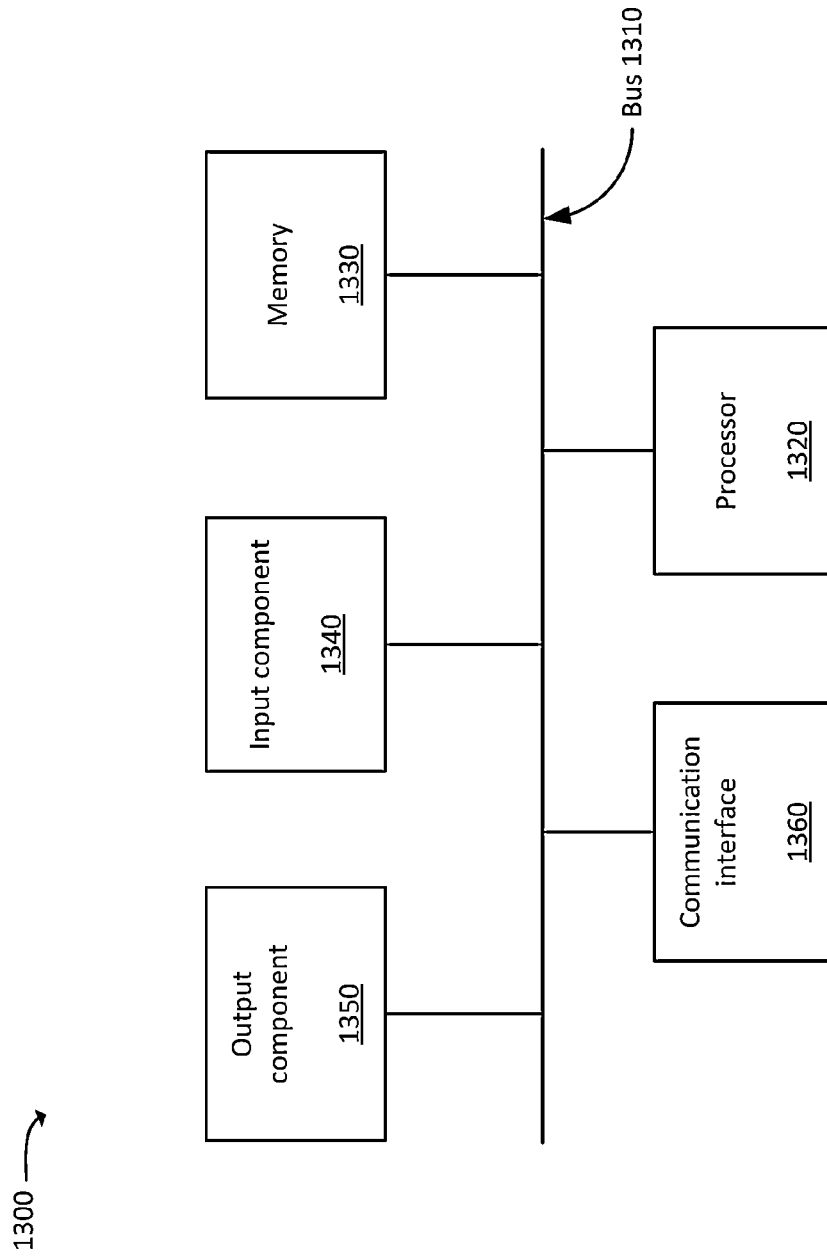 1300
Output
component
1350
Input component
1340
Memory
1330
Bus 1310
Communication
interface
1360
Processor
1320